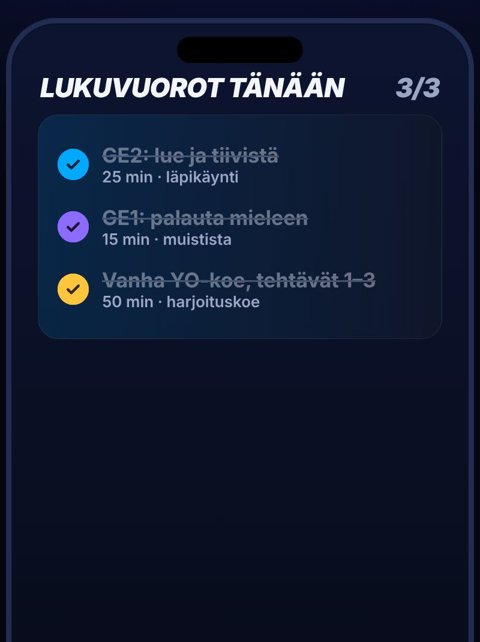 LUKUVUOROT TÄNÄÄN 3/3
GE2: lue ja tiivistä
25 min · läpikäynti
GE1: palauta mieleen
15 min · muistista
Vanha YO-koe, tehtävät 1–3
50 min · harjoituskoe